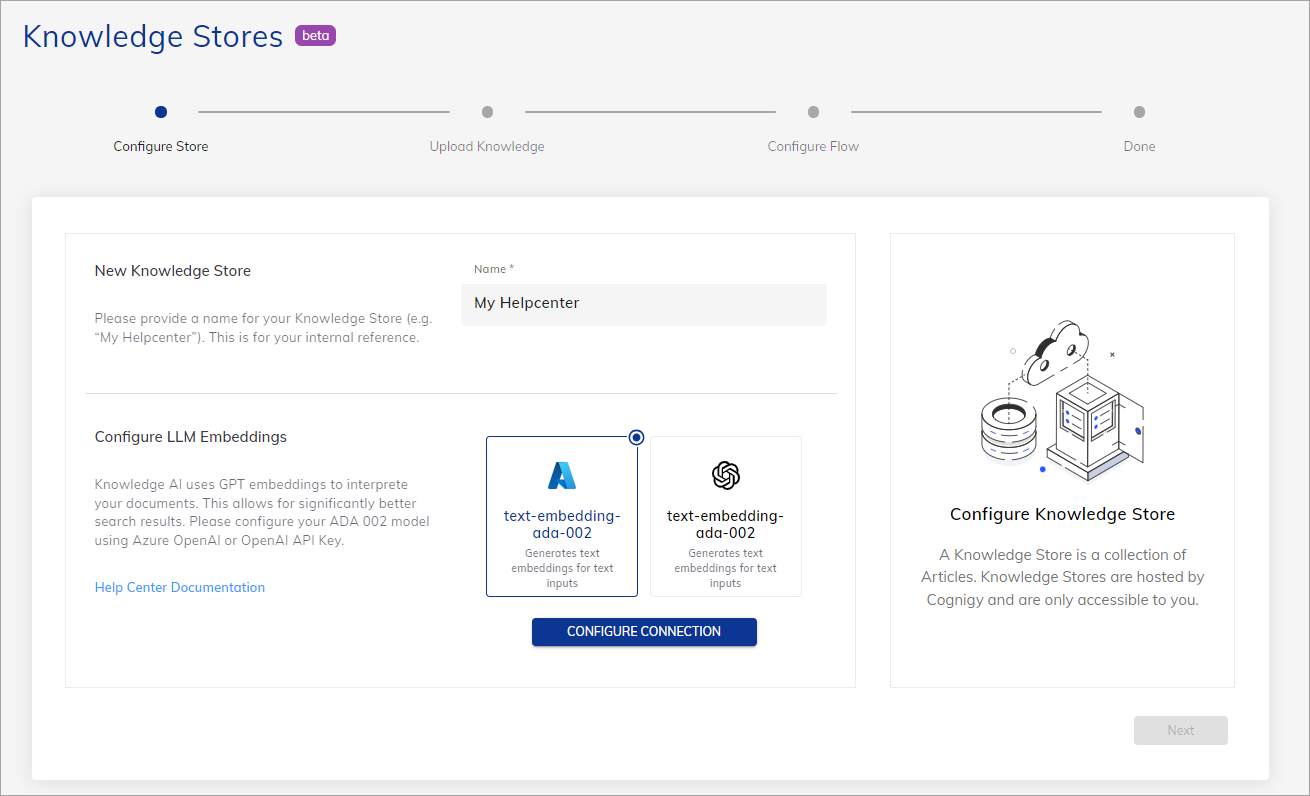 Knowledge Stores beta
Configure Store
Upload Knowledge
Configure Flow
Done
New Knowledge Store
Please provide a name for your Knowledge Store (e.g.
“My Helpcenter”). This is for your internal reference.
Name *
My Helpcenter
Configure LLM Embeddings
Knowledge AI uses GPT embeddings to interprete
your documents. This allows for significantly better
search results. Please configure your ADA 002 model
using Azure OpenAI or OpenAI API Key.
Help Center Documentation
text-embedding-
ada-002
Generates text
embeddings for text
inputs
text-embedding-
ada-002
Generates text
embeddings for text
inputs
CONFIGURE CONNECTION
Configure Knowledge Store
A Knowledge Store is a collection of
Articles. Knowledge Stores are hosted by
Cognigy and are only accessible to you.
Next